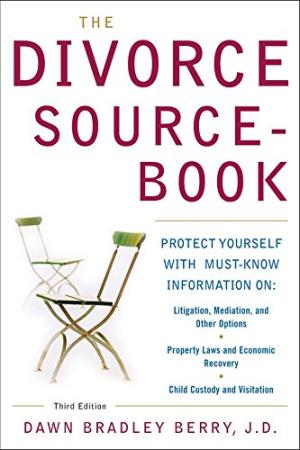 THE
DIVORCE
SOURCE-
BOOK
PROTECT YOURSELF
WITH MUST-KNOW
INFORMATION ON:
Litigation, Mediation, and
Other Options
•
Property Laws and Economic
Recovery
•
Child Custody and Visitation
Third Edition
DAWN BRADLEY BERRY, J.D.